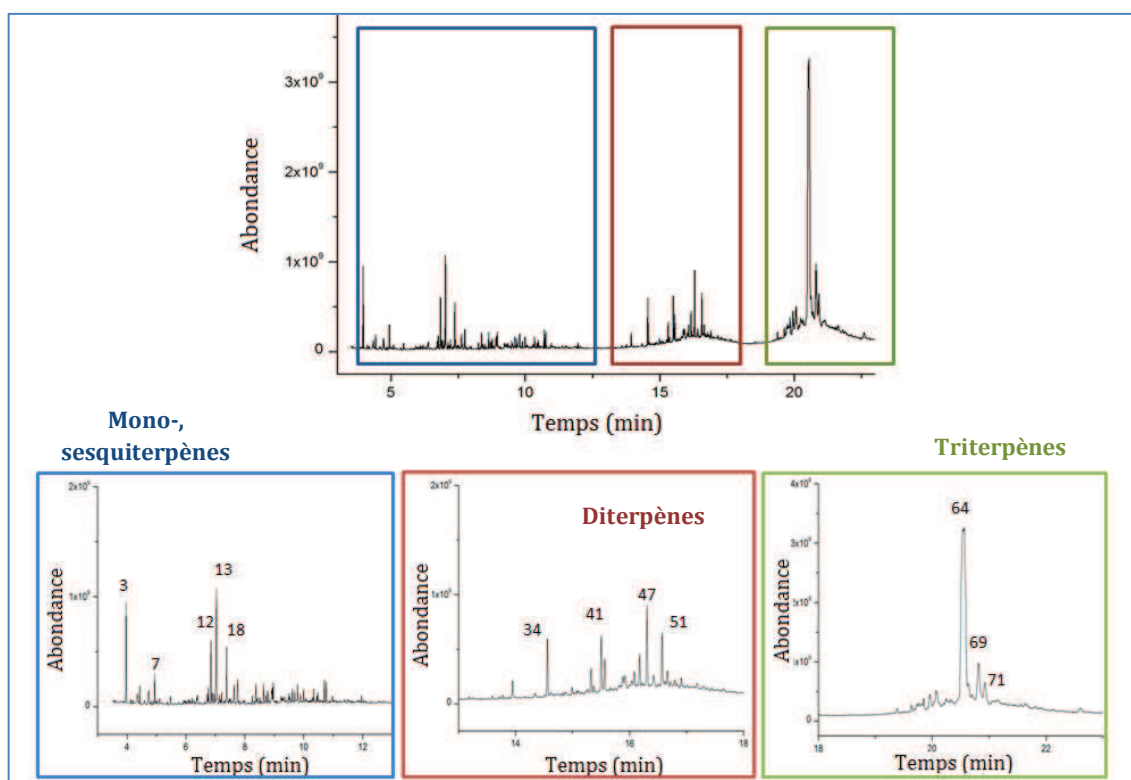 3x10⁹
2x10⁹
1x10⁹
0
Abondance
5
10
15
20
Temps (min)
Mono-,
sesquiterpènes
Triterpènes
Abondance
0
3
7
12
13
18
4
6
8
10
12
Temps (min)
Diterpènes
Abondance
0
34
41
47
51
14
16
18
Temps (min)
Abondance
0
64
69
71
18
20
22
Temps (min)